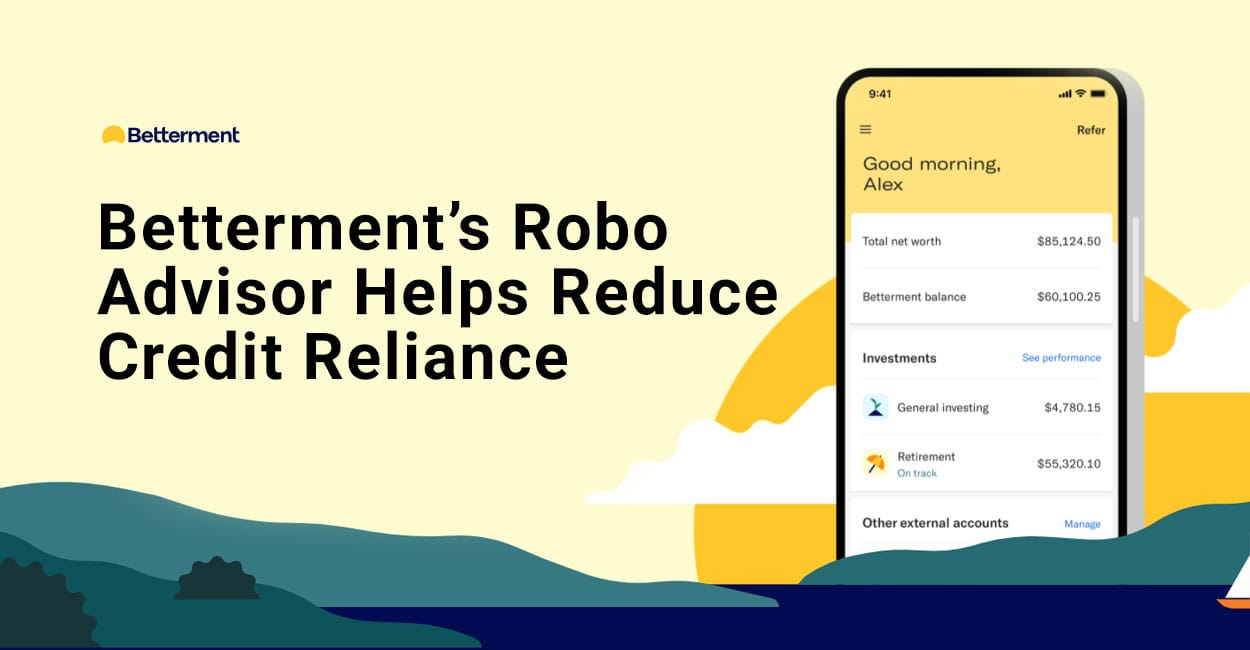 Betterment
Betterment’s Robo
Advisor Helps Reduce
Credit Reliance
9:41
Refer
Good morning,
Alex
Total net worth $85,124.50
Betterment balance $60,100.25
Investments See performance
General investing $4,780.15
Retirement
On track
$55,320.10
Other external accounts Manage